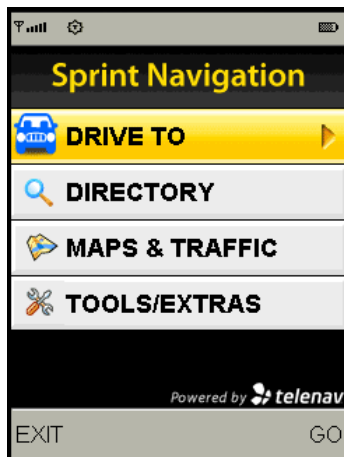 Sprint Navigation
DRIVE TO
DIRECTORY
MAPS & TRAFFIC
TOOLS/EXTRAS
Powered by telenav
EXIT GO